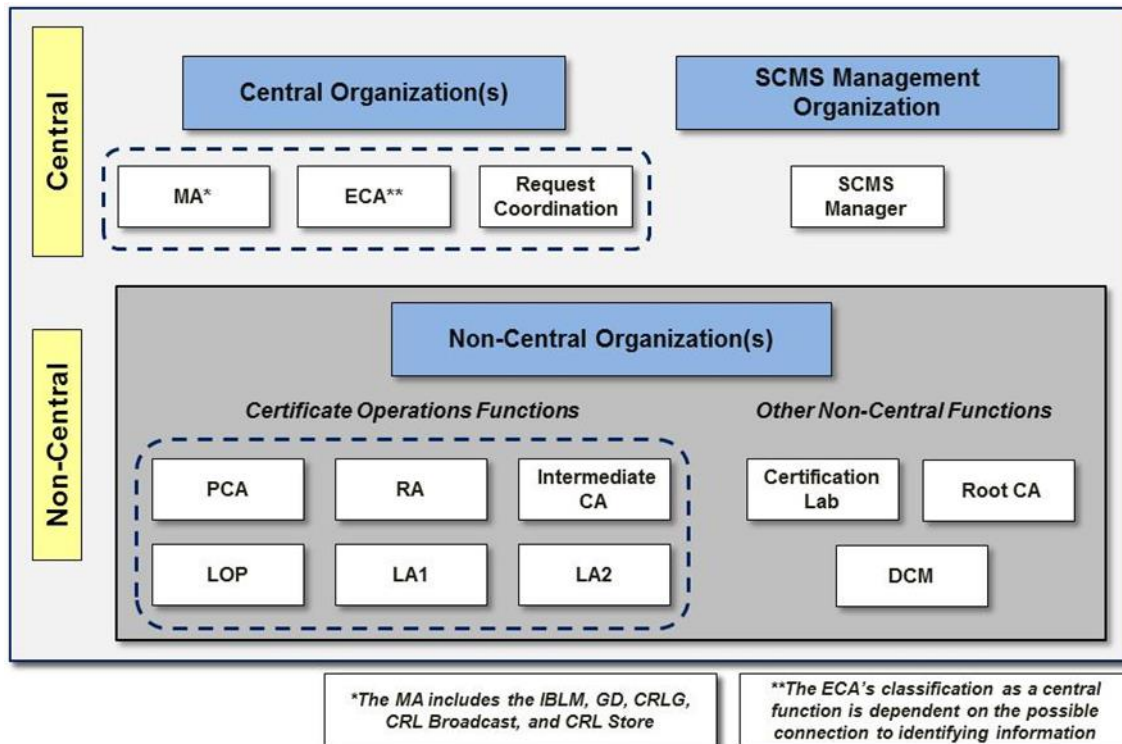 Central
Central Organization(s)
SCMS Management
Organization
MA*
ECA**
Request
Coordination
SCMS
Manager
Non-Central
Non-Central Organization(s)
Certificate Operations Functions
Other Non-Central Functions
PCA
RA
Intermediate
CA
Certification
Lab
Root CA
LOP
LA1
LA2
DCM
*The MA includes the IBLM, GD, CRLG,
CRL Broadcast, and CRL Store
**The ECA's classification as a central
function is dependent on the possible
connection to identifying information